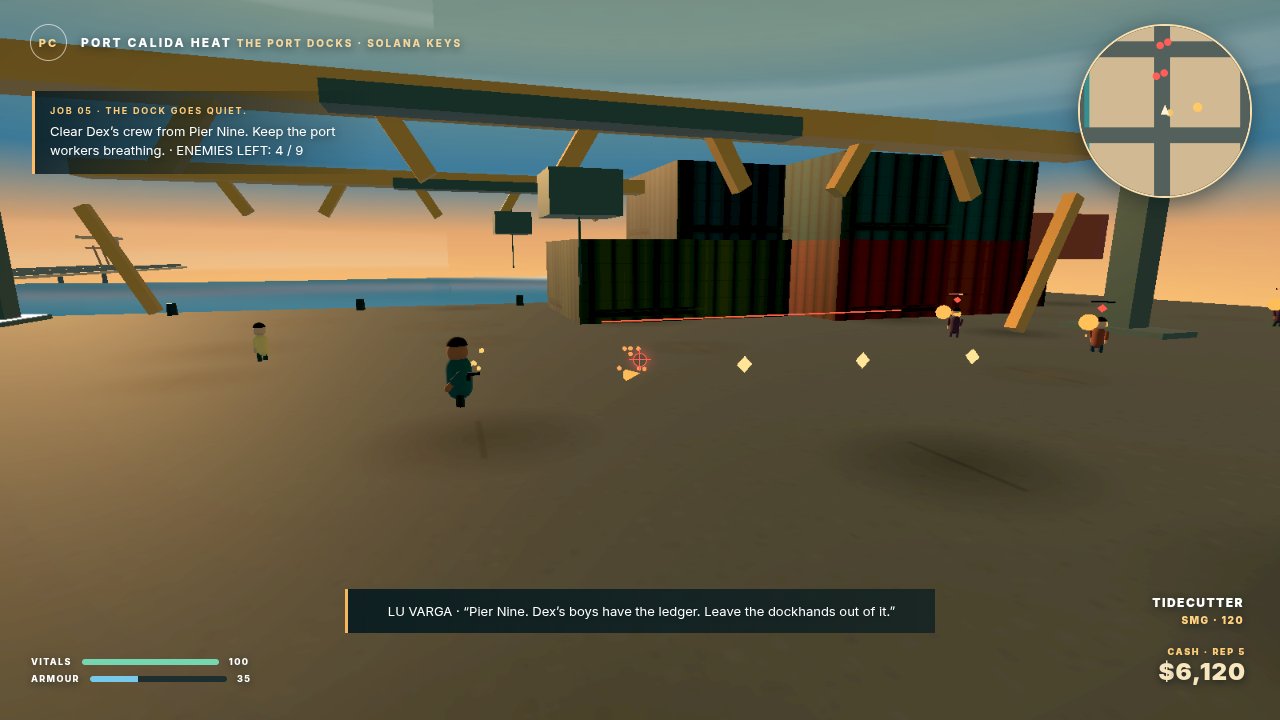 PC PORT CALIDA HEAT THE PORT DOCKS · SOLANA KEYS
JOB 05 · THE DOCK GOES QUIET.
Clear Dex’s crew from Pier Nine. Keep the port
workers breathing. · ENEMIES LEFT: 4 / 9
LU VARGA · “Pier Nine. Dex’s boys have the ledger. Leave the dockhands out of it.”
TIDECUTTER
SMG · 120
CASH · REP 5
$6,120
VITALS 100
ARMOUR 35